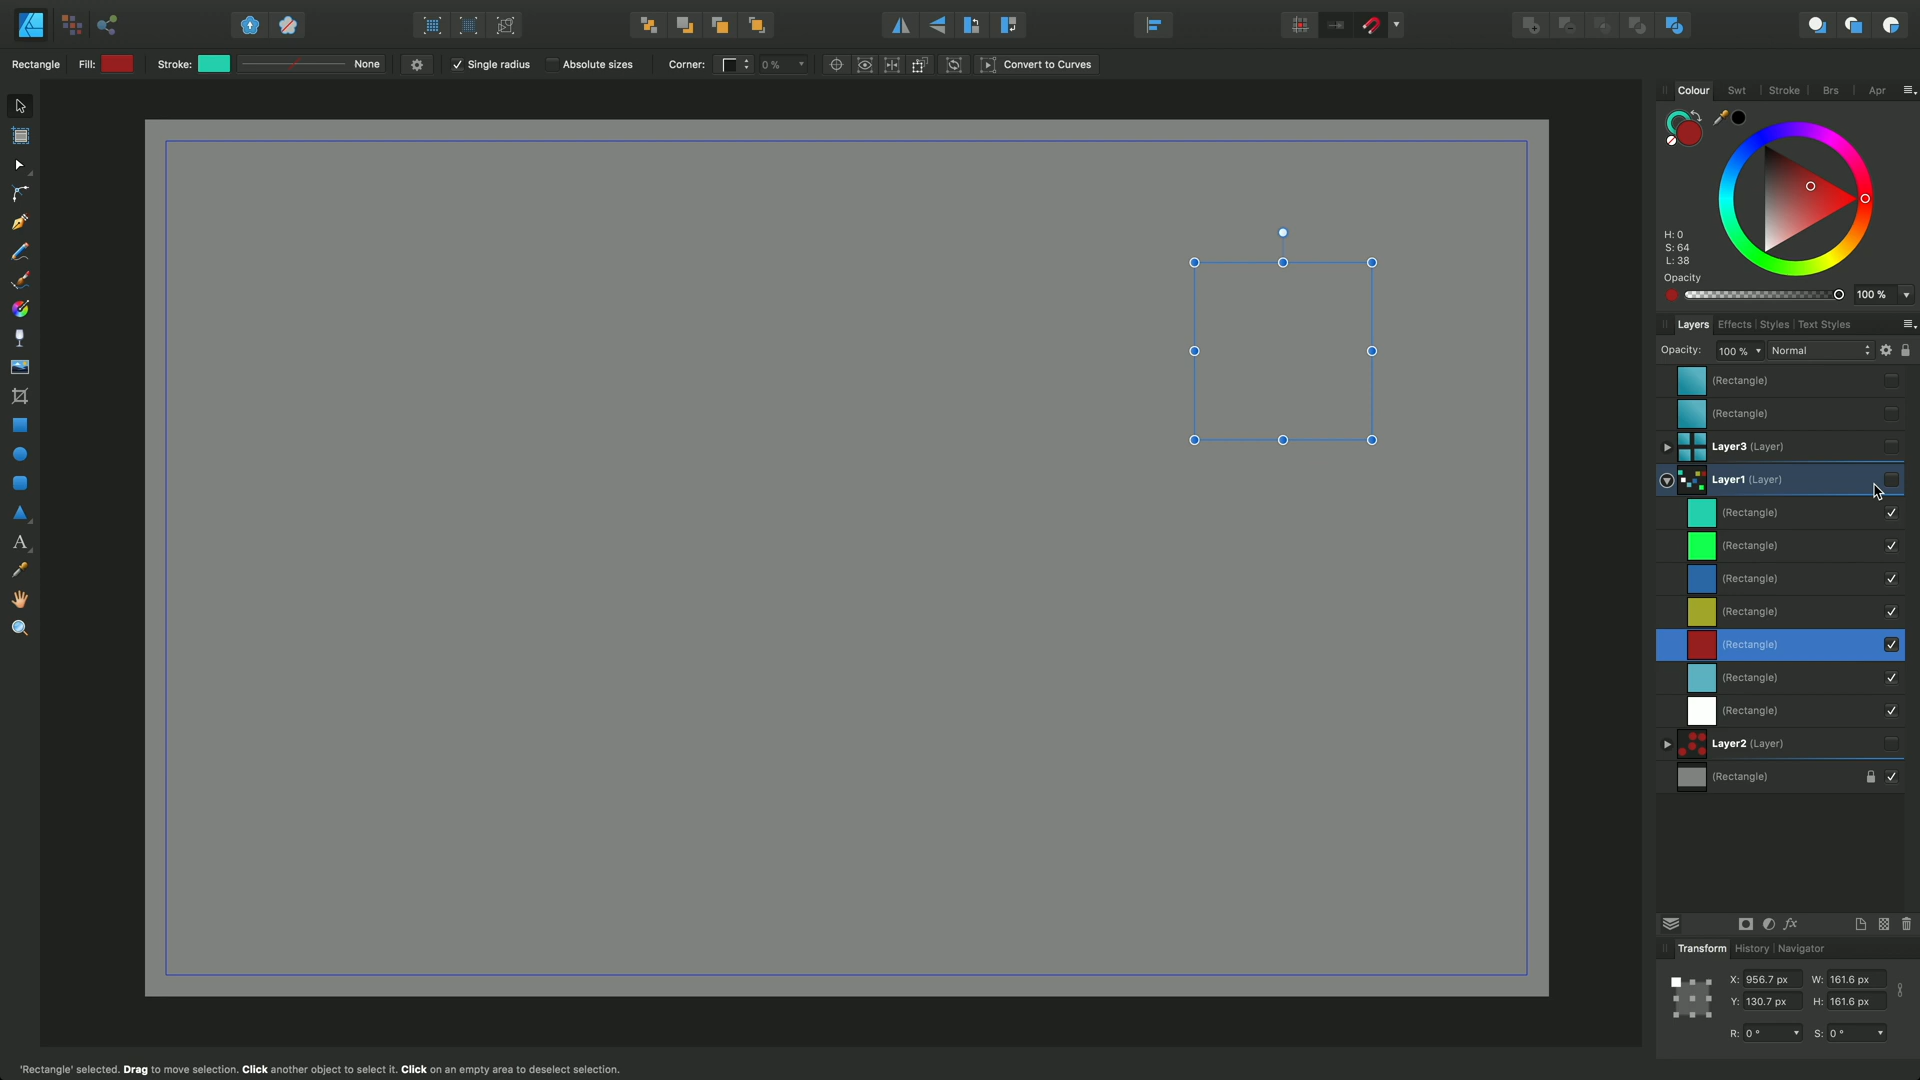 Rectangle Fill: Stroke: None Single radius Absolute sizes Corner: 0 % Convert to Curves
Colour Swt Stroke Brs Apr
H: 0
S: 64
L: 38
Opacity
100 %
Layers Effects Styles Text Styles
Opacity: 100 % Normal
(Rectangle)
(Rectangle)
Layer3 (Layer)
Layer1 (Layer)
(Rectangle)
(Rectangle)
(Rectangle)
(Rectangle)
(Rectangle)
(Rectangle)
(Rectangle)
Layer2 (Layer)
(Rectangle)
fx
Transform History Navigator
X: 956.7 px W: 161.6 px
Y: 130.7 px H: 161.6 px
R: 0 ° S: 0 °
'Rectangle' selected. Drag to move selection. Click another object to select it. Click on an empty area to deselect selection.